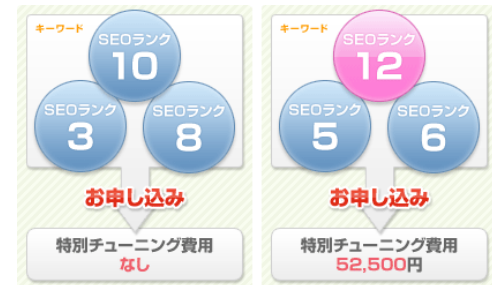 キーワード
SEOランク
10
SEOランク
3
SEOランク
8
お申し込み
特別チューニング費用
なし
キーワード
SEOランク
12
SEOランク
5
SEOランク
6
お申し込み
特別チューニング費用
52,500円